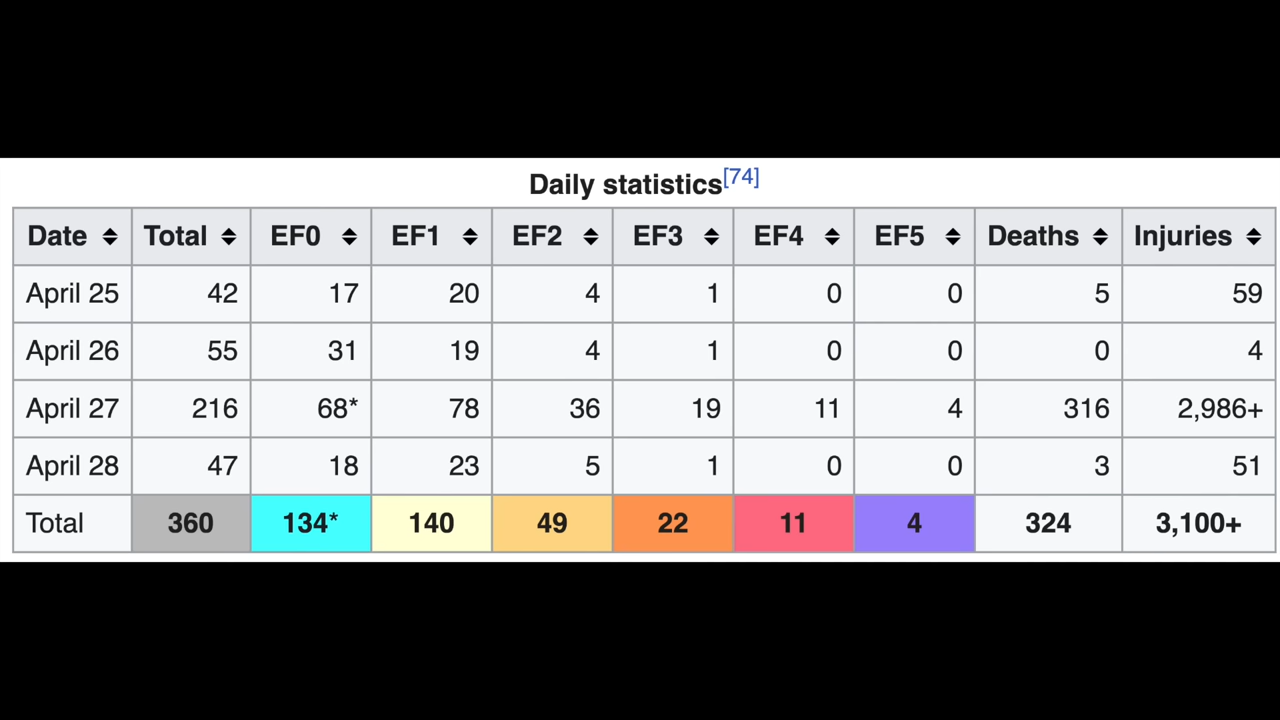 Daily statistics[74]
Date Total EF0 EF1 EF2 EF3 EF4 EF5 Deaths Injuries
April 25 42 17 20 4 1 0 0 5 59
April 26 55 31 19 4 1 0 0 0 4
April 27 216 68* 78 36 19 11 4 316 2,986+
April 28 47 18 23 5 1 0 0 3 51
Total 360 134* 140 49 22 11 4 324 3,100+